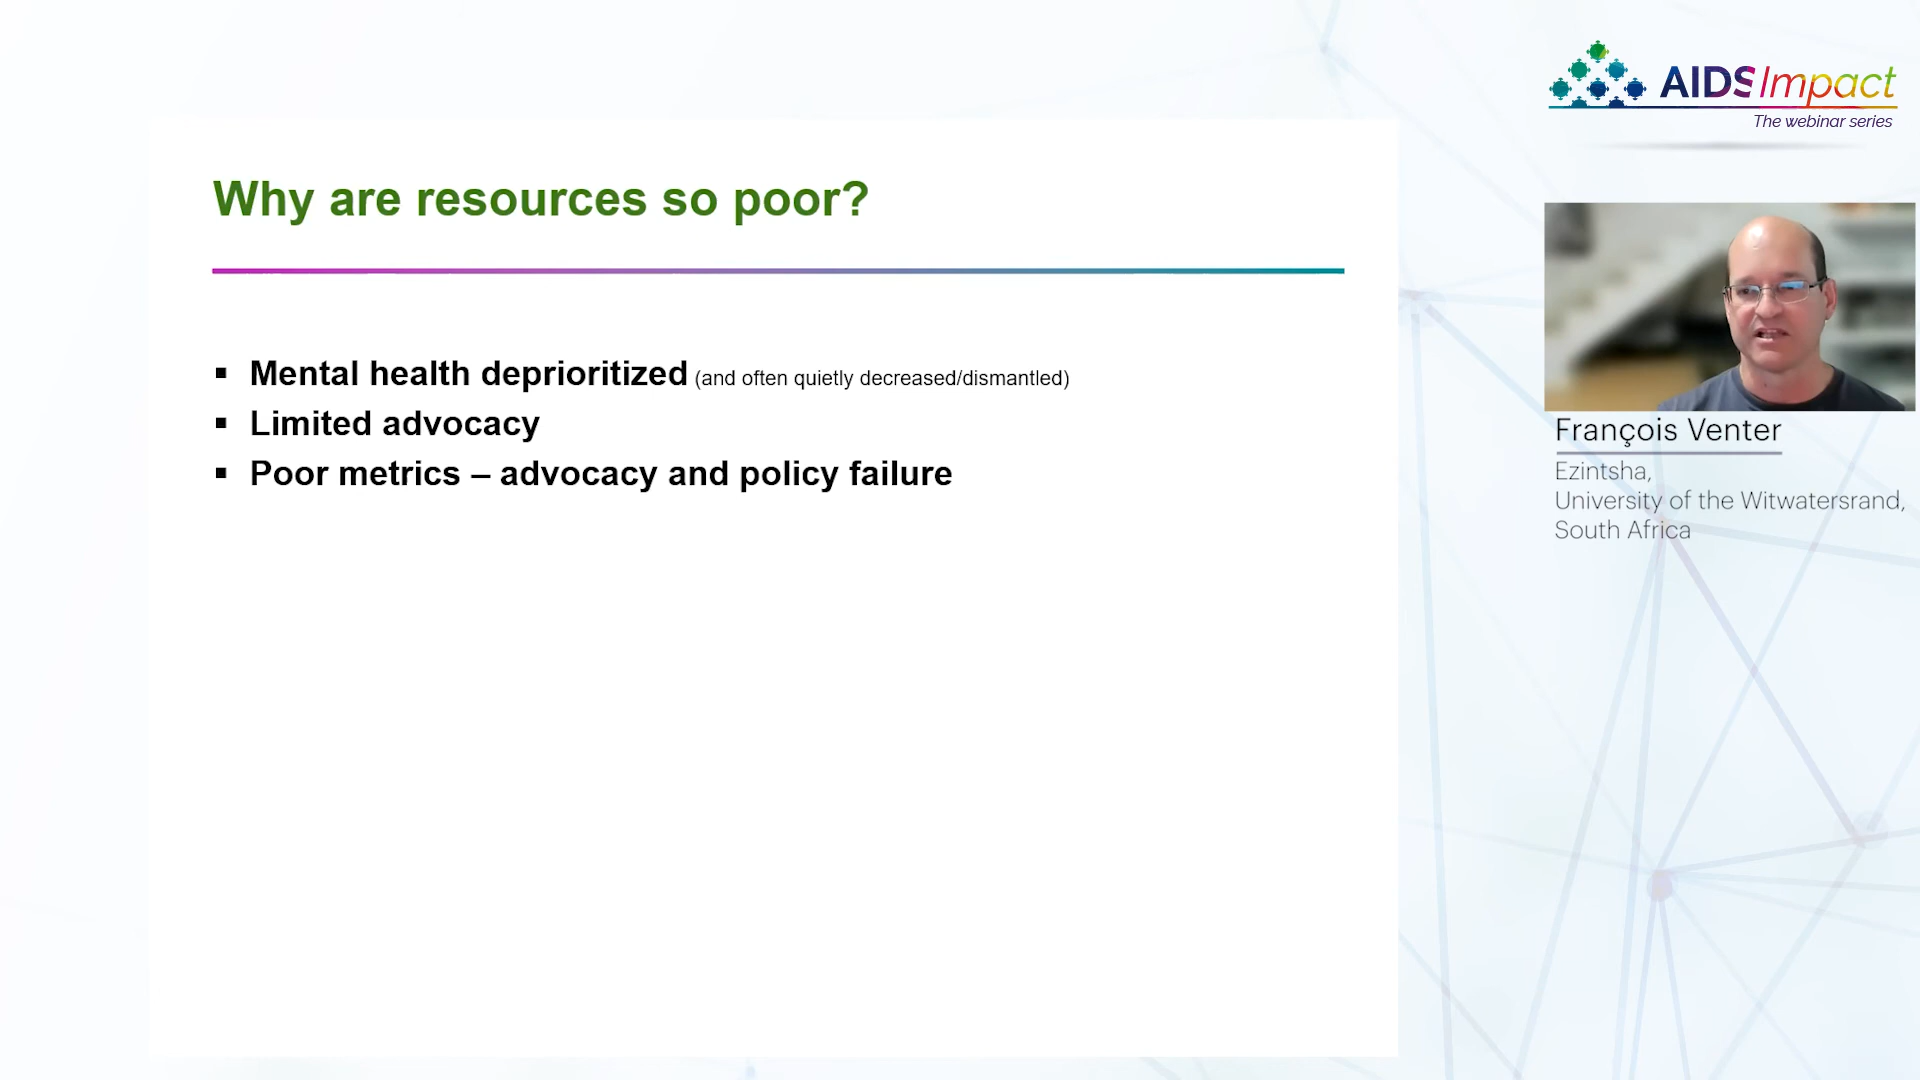 AIDSImpact
The webinar series
Why are resources so poor?
▪ Mental health deprioritized (and often quietly decreased/dismantled)
▪ Limited advocacy
▪ Poor metrics – advocacy and policy failure
François Venter
Ezintsha,
University of the Witwatersrand,
South Africa